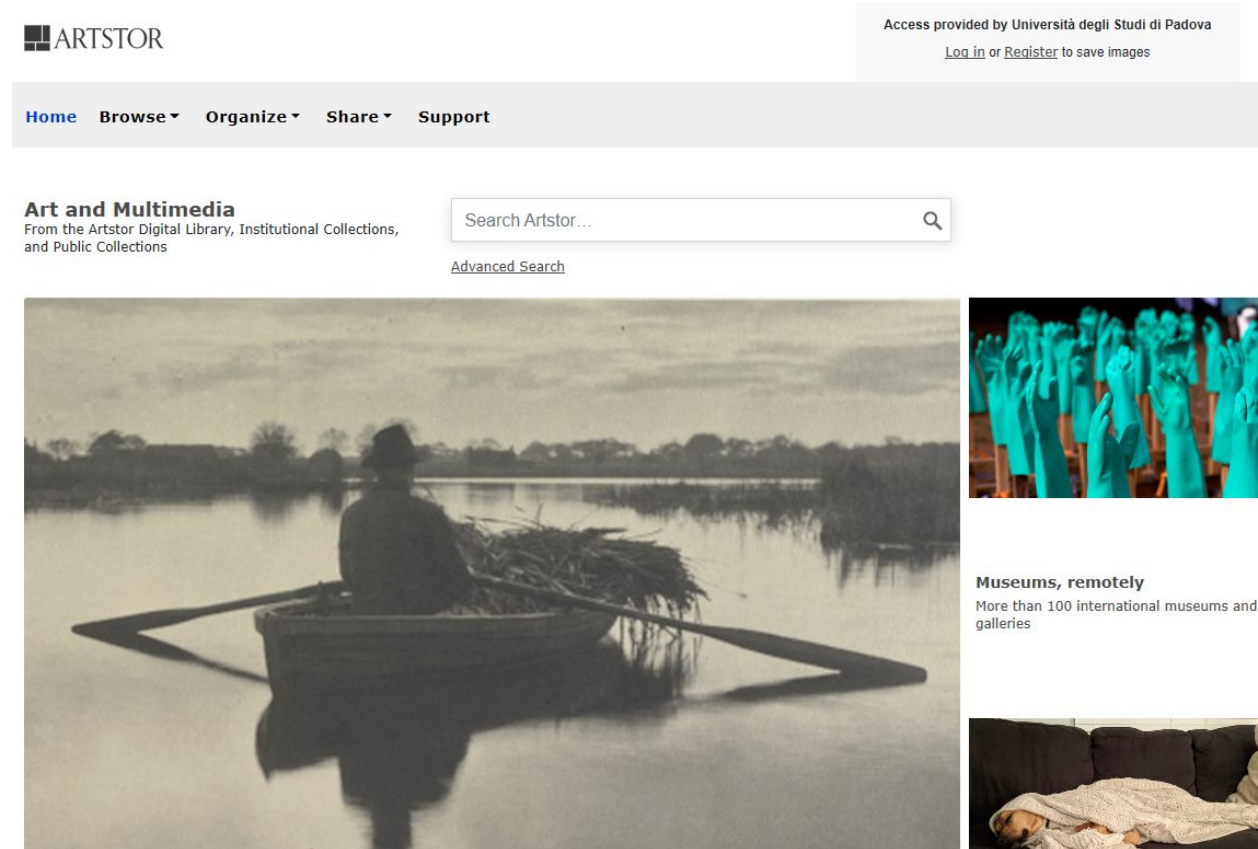 ARTSTOR
Access provided by Università degli Studi di Padova
Log in or Register to save images
Home Browse Organize Share Support
Art and Multimedia
From the Artstor Digital Library, Institutional Collections,
and Public Collections
Search Artstor...
Advanced Search
Museums, remotely
More than 100 international museums and
galleries